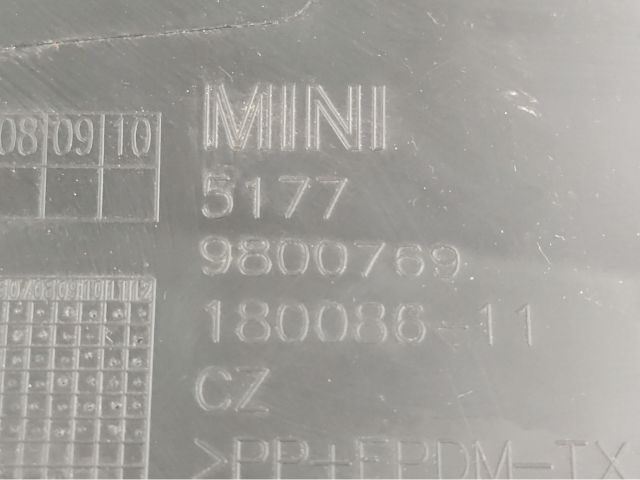 MINI
08 09 10
5177
9800769
180086-11
CZ
>PP+EPDM-TX